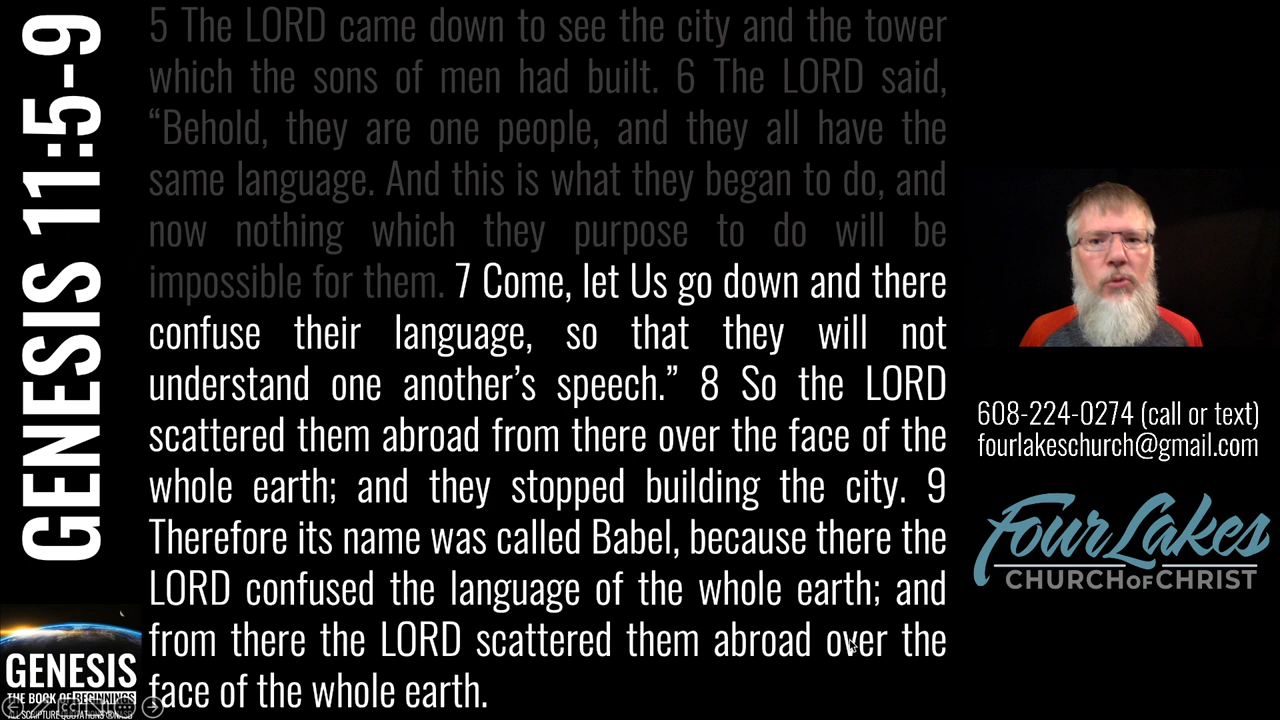 GENESIS 11:5-9
5 The LORD came down to see the city and the tower
which the sons of men had built. 6 The LORD said,
“Behold, they are one people, and they all have the
same language. And this is what they began to do, and
now nothing which they purpose to do will be
impossible for them. 7 Come, let Us go down and there
confuse their language, so that they will not
understand one another’s speech.” 8 So the LORD
scattered them abroad from there over the face of the
whole earth; and they stopped building the city. 9
Therefore its name was called Babel, because there the
LORD confused the language of the whole earth; and
from there the LORD scattered them abroad over the
face of the whole earth.
608-224-0274 (call or text)
fourlakeschurch@gmail.com
Four Lakes
CHURCH OF CHRIST
GENESIS
THE BOOK OF BEGINNINGS
ALL SCRIPTURE QUOTATIONS